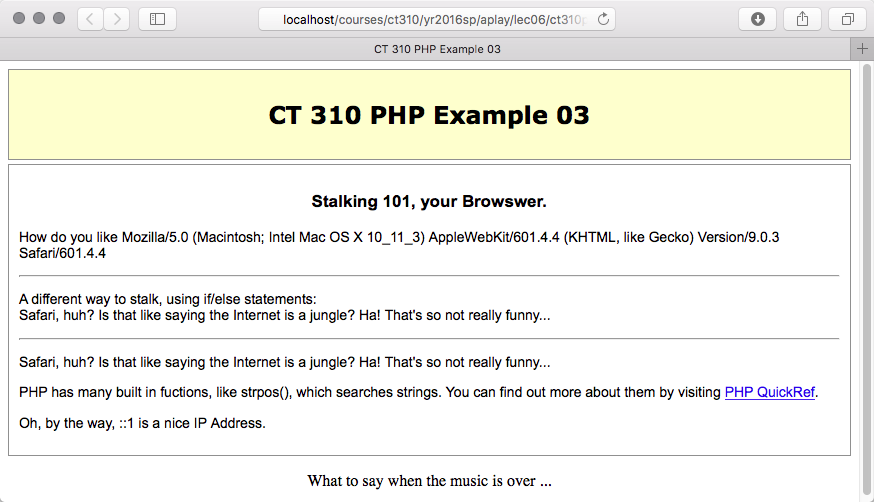 localhost/courses/ct310/yr2016sp/aplay/lec06/ct310p
CT 310 PHP Example 03
CT 310 PHP Example 03
Stalking 101, your Browswer.
How do you like Mozilla/5.0 (Macintosh; Intel Mac OS X 10_11_3) AppleWebKit/601.4.4 (KHTML, like Gecko) Version/9.0.3
Safari/601.4.4
A different way to stalk, using if/else statements:
Safari, huh? Is that like saying the Internet is a jungle? Ha! That's so not really funny...
Safari, huh? Is that like saying the Internet is a jungle? Ha! That's so not really funny...
PHP has many built in fuctions, like strpos(), which searches strings. You can find out more about them by visiting PHP QuickRef.
Oh, by the way, ::1 is a nice IP Address.
What to say when the music is over ...